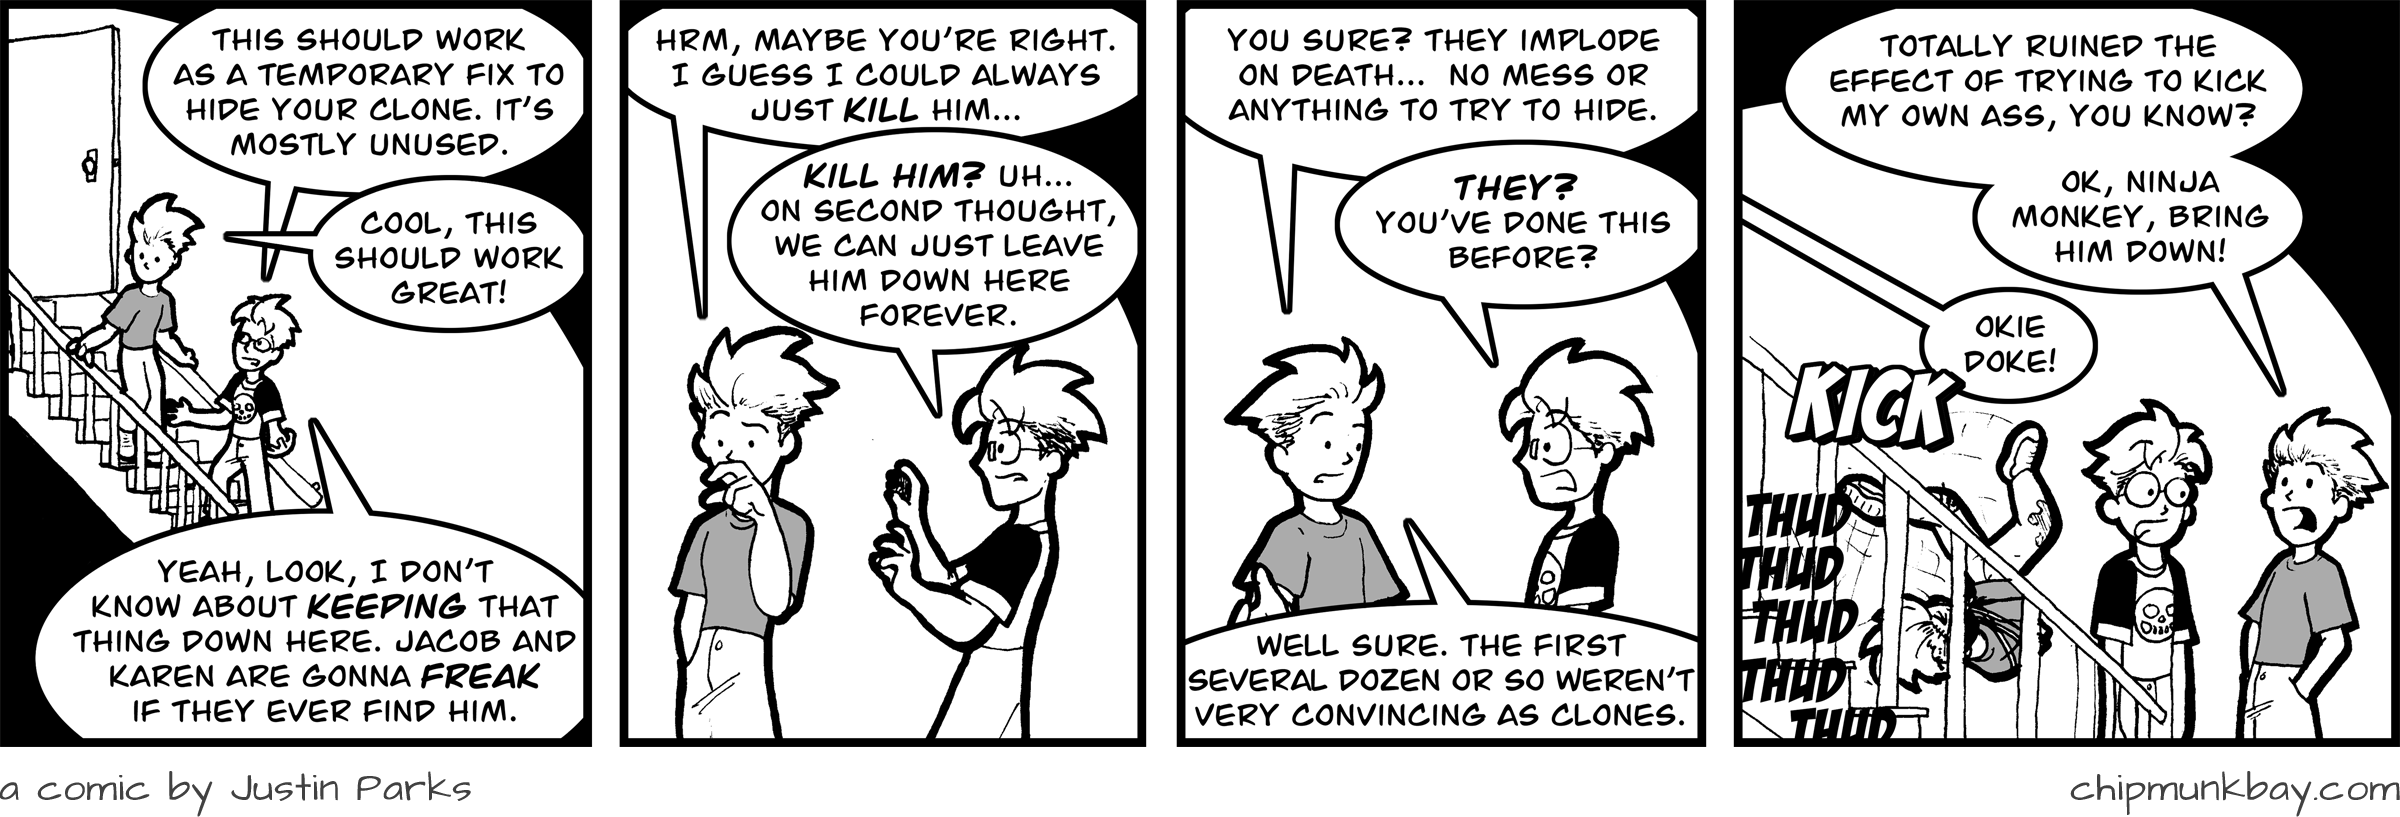 THIS SHOULD WORK
AS A TEMPORARY FIX TO
HIDE YOUR CLONE. IT'S
MOSTLY UNUSED.
COOL, THIS
SHOULD WORK
GREAT!
YEAH, LOOK, I DON'T
KNOW ABOUT KEEPING THAT
THING DOWN HERE. JACOB AND
KAREN ARE GONNA FREAK
IF THEY EVER FIND HIM.
HRM, MAYBE YOU'RE RIGHT.
I GUESS I COULD ALWAYS
JUST KILL HIM...
KILL HIM? UH...
ON SECOND THOUGHT,
WE CAN JUST LEAVE
HIM DOWN HERE
FOREVER.
YOU SURE? THEY IMPLODE
ON DEATH... NO MESS OR
ANYTHING TO TRY TO HIDE.
THEY?
YOU'VE DONE THIS
BEFORE?
WELL SURE. THE FIRST
SEVERAL DOZEN OR SO WEREN'T
VERY CONVINCING AS CLONES.
TOTALLY RUINED THE
EFFECT OF TRYING TO KICK
MY OWN ASS, YOU KNOW?
OK, NINJA
MONKEY, BRING
HIM DOWN!
OKIE
DOKE!
KICK
THUD
THUD
THUD
THUD
THUD
a comic by Justin Parks
chipmunkbay.com